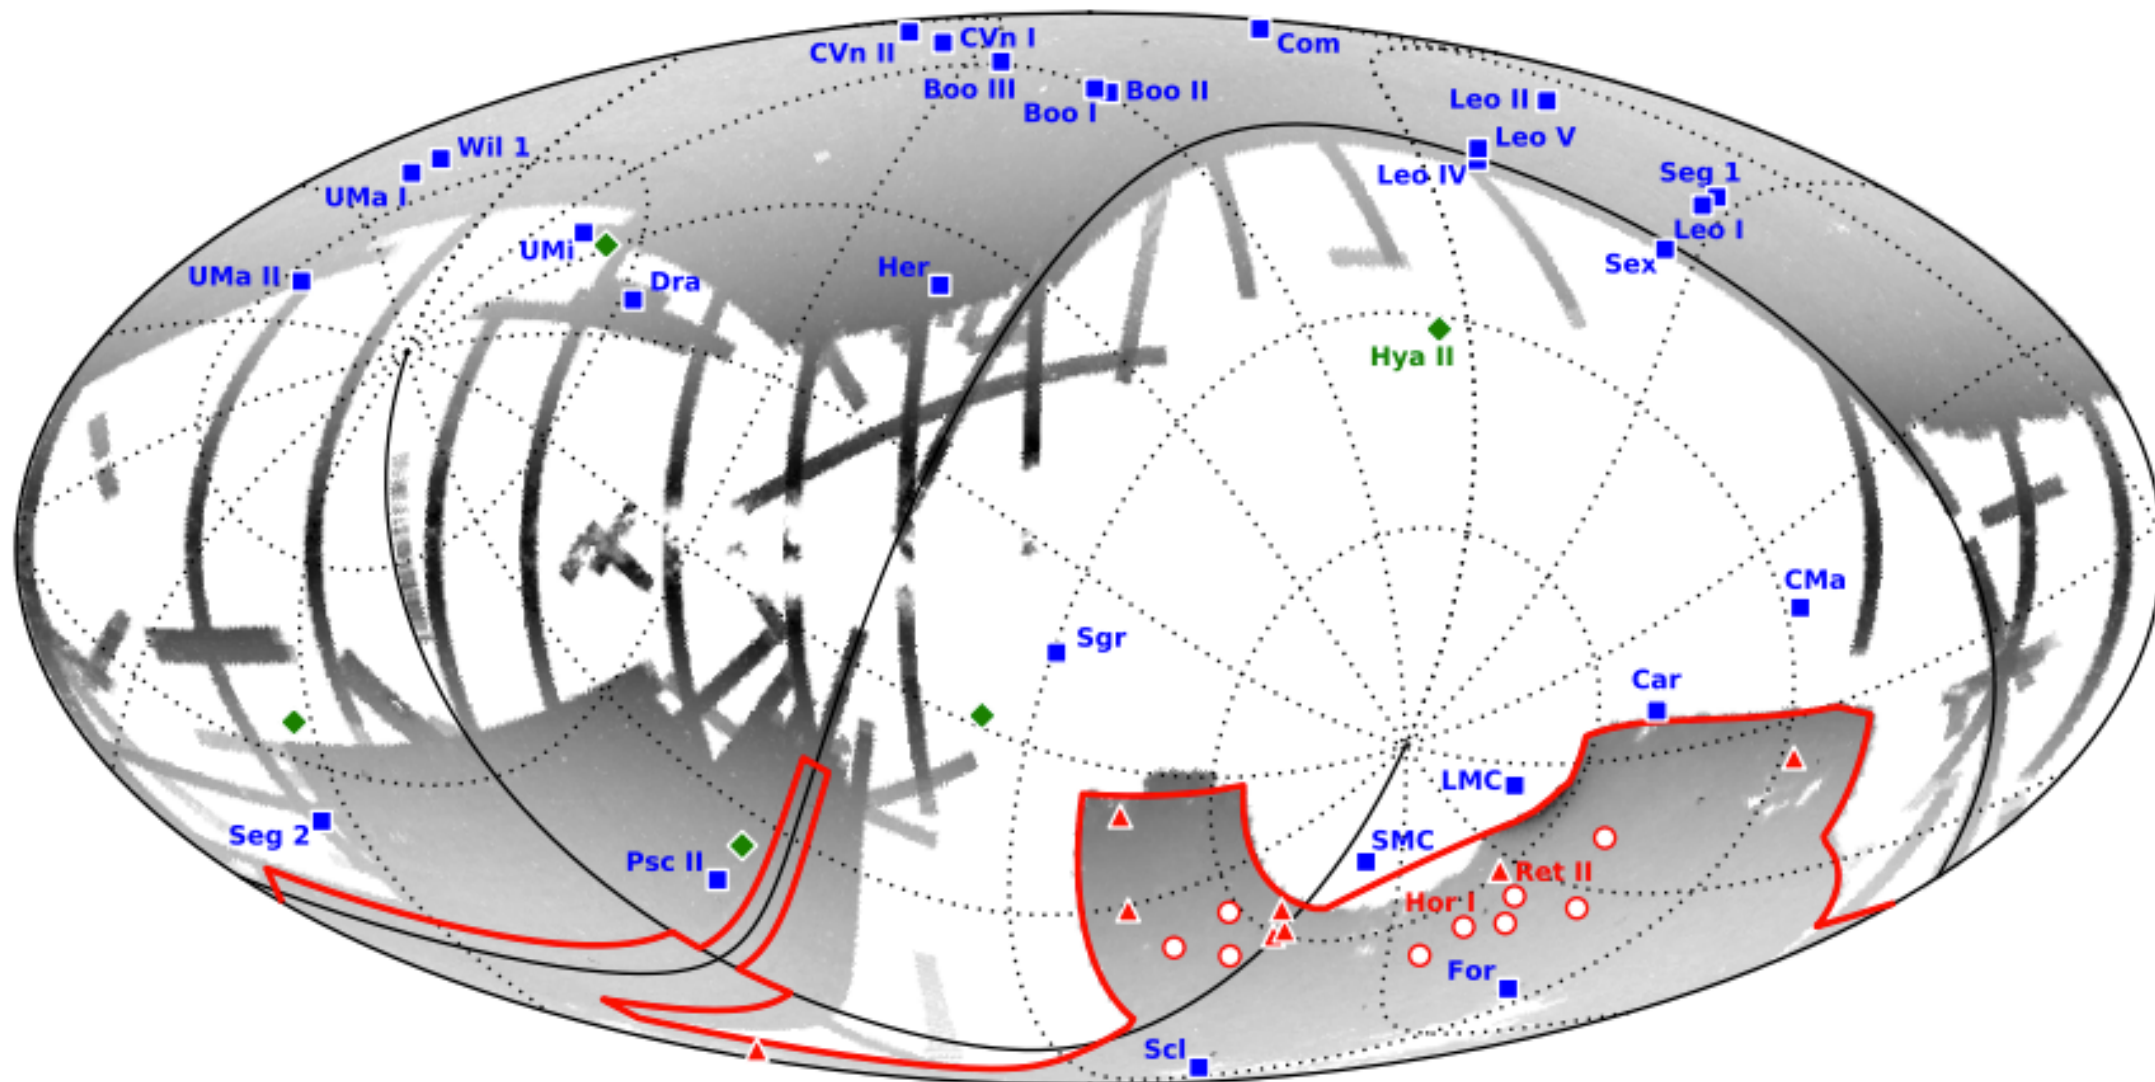 CVn II
CVn I
Com
Boo III
Boo I
Boo II
Leo II
Leo V
Leo IV
Wil 1
UMa I
Seg 1
Leo I
UMi
Sex
UMa II
Dra
Her
Hya II
CMa
Sgr
Car
LMC
Seg 2
Psc II
SMC
Ret II
Hor I
For
Scl